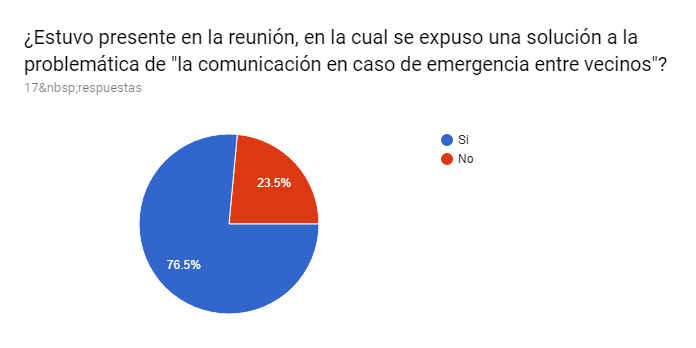 ¿Estuvo presente en la reunión, en la cual se expuso una solución a la
problemática de "la comunicación en caso de emergencia entre vecinos"?
17&nbsp;respuestas
Si
No
23.5%
76.5%